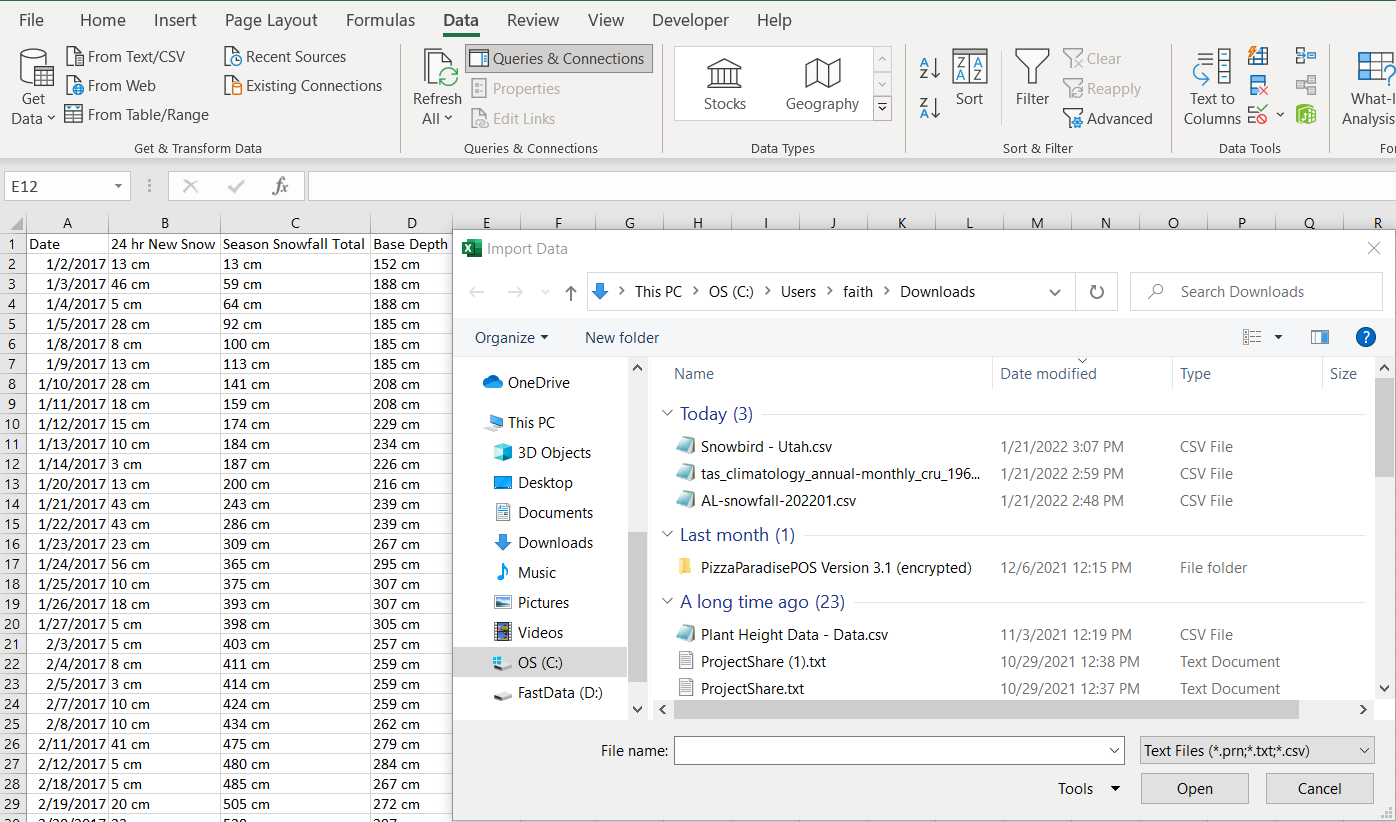 File Home Insert Page Layout Formulas Data Review View Developer Help
Get Data
From Text/CSV
From Web
From Table/Range
Recent Sources
Existing Connections
Get & Transform Data
Refresh All
Queries & Connections
Properties
Edit Links
Queries & Connections
Stocks
Geography
Data Types
Sort
Filter
Clear
Reapply
Advanced
Sort & Filter
Text to Columns
Data Tools
What-I
Analysis
Fo
E12
fx
A B C D E F G H I J K L M N O P Q R
1 Date 24 hr New Snow Season Snowfall Total Base Depth
2 1/2/2017 13 cm 13 cm 152 cm
3 1/3/2017 46 cm 59 cm 188 cm
4 1/4/2017 5 cm 64 cm 188 cm
5 1/5/2017 28 cm 92 cm 185 cm
6 1/8/2017 8 cm 100 cm 185 cm
7 1/9/2017 13 cm 113 cm 185 cm
8 1/10/2017 28 cm 141 cm 208 cm
9 1/11/2017 18 cm 159 cm 208 cm
10 1/12/2017 15 cm 174 cm 229 cm
11 1/13/2017 10 cm 184 cm 234 cm
12 1/14/2017 3 cm 187 cm 226 cm
13 1/20/2017 13 cm 200 cm 216 cm
14 1/21/2017 43 cm 243 cm 239 cm
15 1/22/2017 43 cm 286 cm 239 cm
16 1/23/2017 23 cm 309 cm 267 cm
17 1/24/2017 56 cm 365 cm 295 cm
18 1/25/2017 10 cm 375 cm 307 cm
19 1/26/2017 18 cm 393 cm 307 cm
20 1/27/2017 5 cm 398 cm 305 cm
21 2/3/2017 5 cm 403 cm 257 cm
22 2/4/2017 8 cm 411 cm 259 cm
23 2/5/2017 3 cm 414 cm 259 cm
24 2/7/2017 10 cm 424 cm 259 cm
25 2/8/2017 10 cm 434 cm 262 cm
26 2/11/2017 41 cm 475 cm 279 cm
27 2/12/2017 5 cm 480 cm 284 cm
28 2/18/2017 5 cm 485 cm 267 cm
29 2/19/2017 20 cm 505 cm 272 cm
Import Data
This PC > OS (C:) > Users > faith > Downloads
Search Downloads
Organize New folder
OneDrive
This PC
3D Objects
Desktop
Documents
Downloads
Music
Pictures
Videos
OS (C:)
FastData (D:)
Name Date modified Type Size
Today (3)
Snowbird - Utah.csv 1/21/2022 3:07 PM CSV File
tas_climatology_annual-monthly_cru_196... 1/21/2022 2:59 PM CSV File
AL-snowfall-202201.csv 1/21/2022 2:48 PM CSV File
Last month (1)
PizzaParadisePOS Version 3.1 (encrypted) 12/6/2021 12:15 PM File folder
A long time ago (23)
Plant Height Data - Data.csv 11/3/2021 12:19 PM CSV File
ProjectShare (1).txt 10/29/2021 12:38 PM Text Document
ProjectShare.txt 10/29/2021 12:37 PM Text Document
File name:
Text Files (*.prn;*.txt;*.csv)
Tools Open Cancel